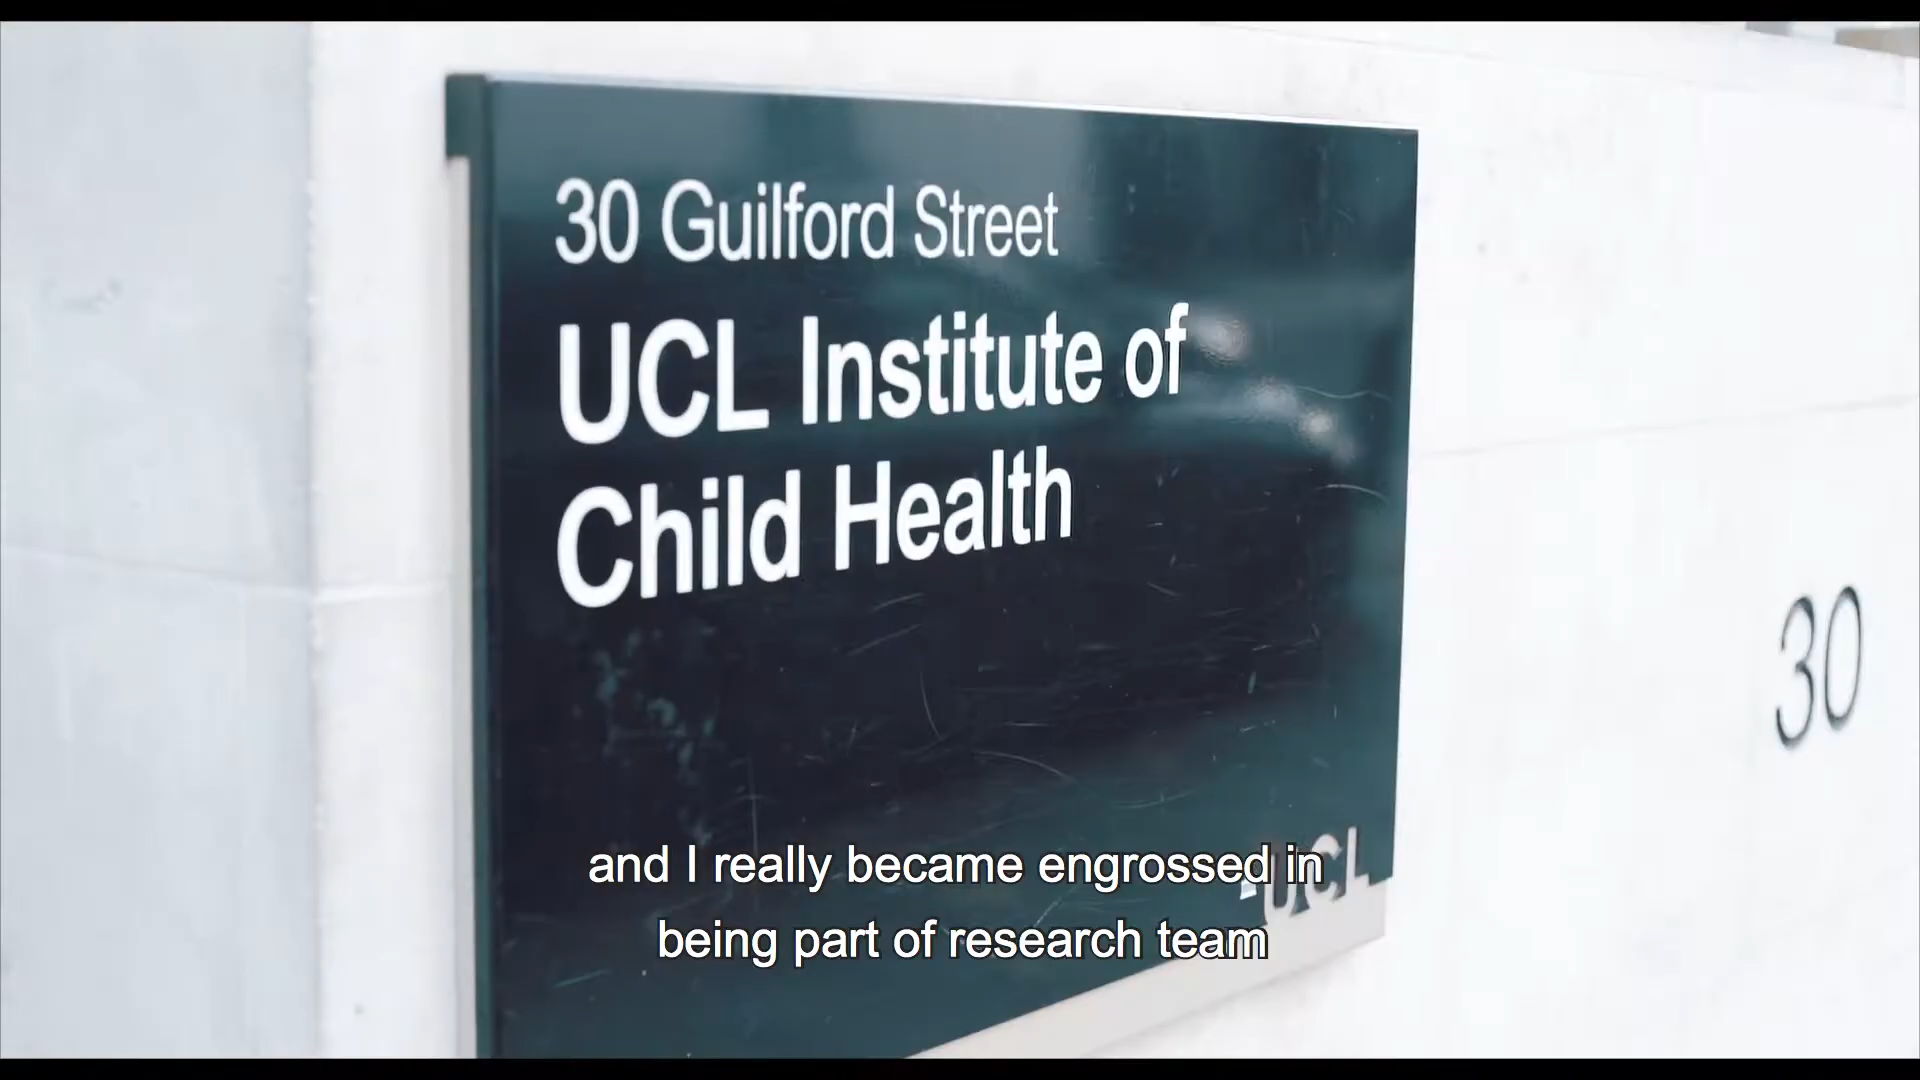 30 Guilford Street
UCL Institute of
Child Health
30
UCL
and I really became engrossed in
being part of research team